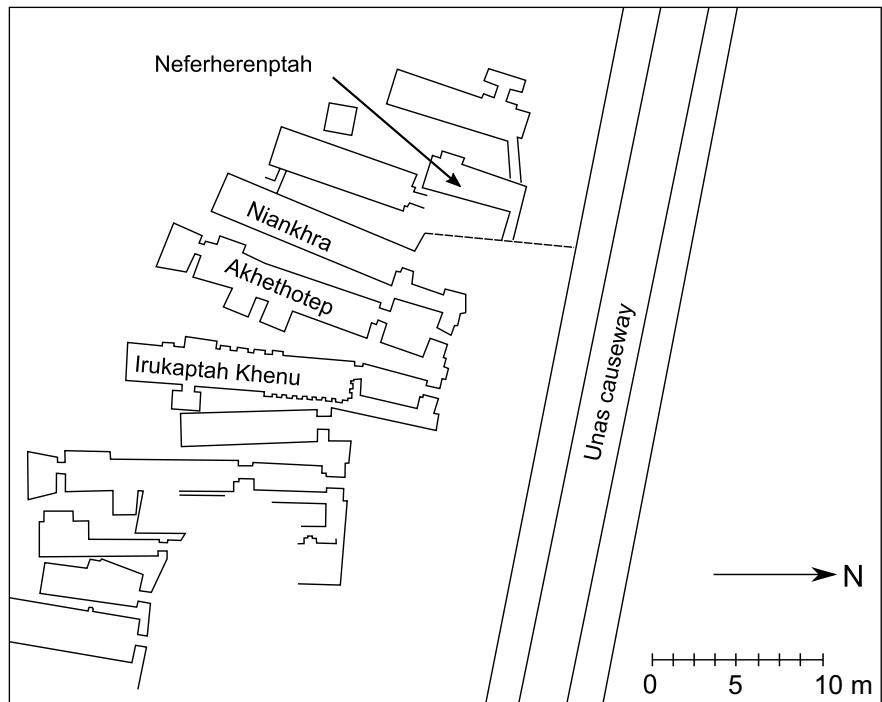 Neferherenptah
Niankhra
Akhethotep
Irukaptah Khenu
Unas causeway
N
0 5 10 m